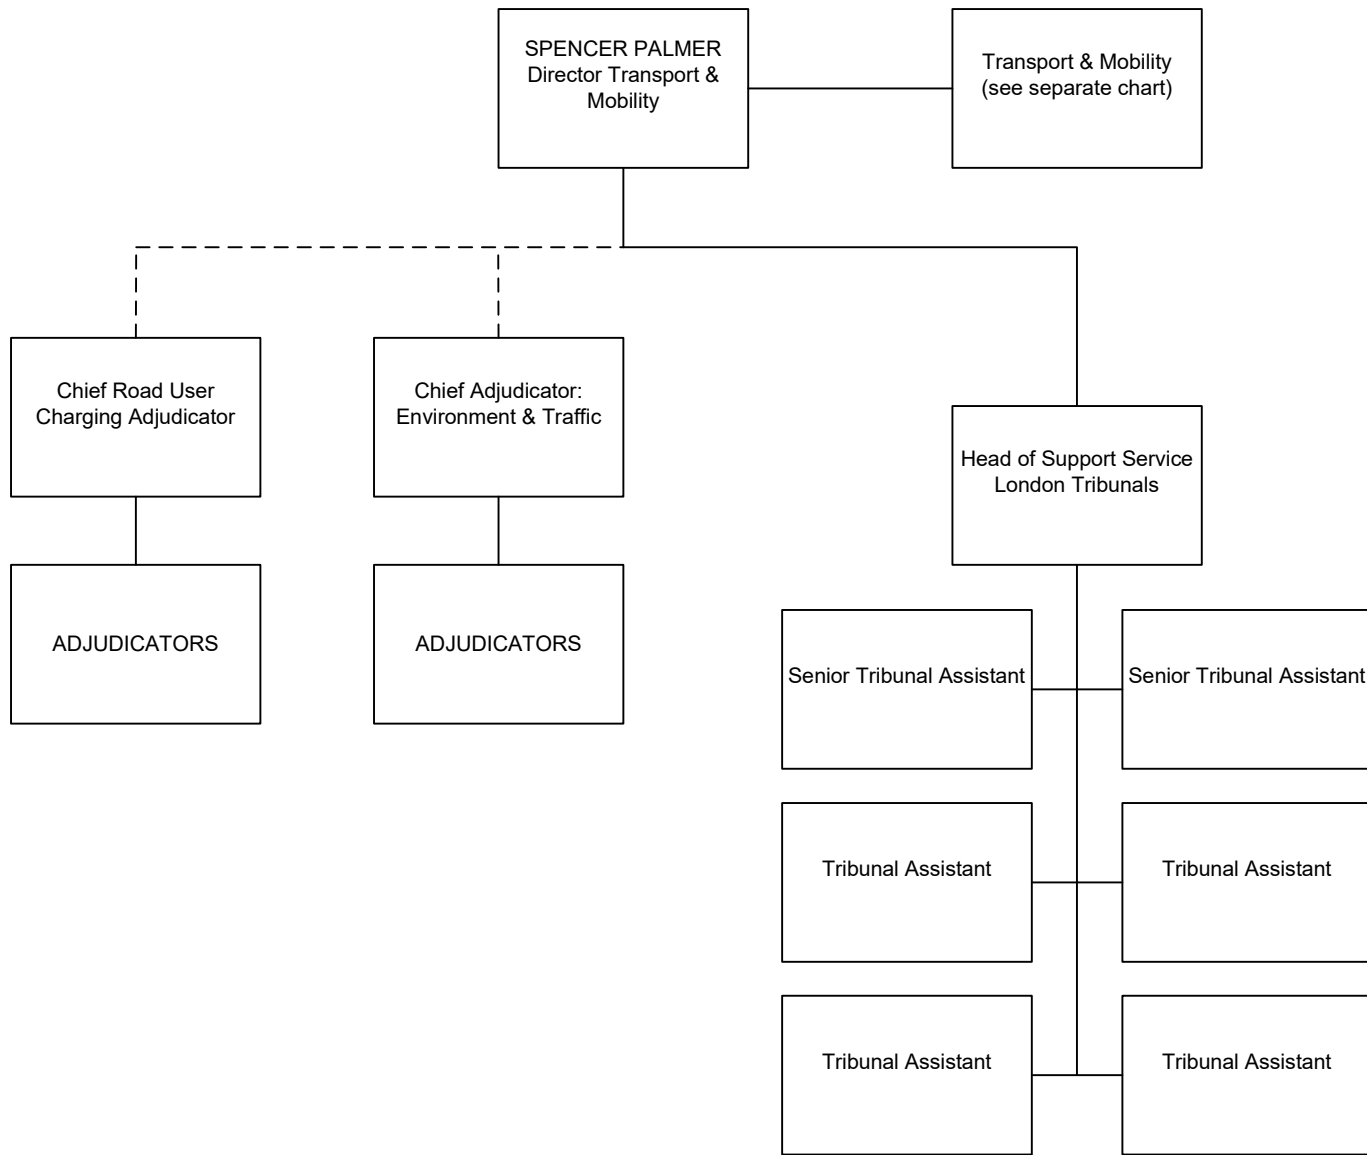 SPENCER PALMER
Director Transport &
Mobility
Transport & Mobility
(see separate chart)
Chief Road User
Charging Adjudicator
Chief Adjudicator:
Environment & Traffic
Head of Support Service
London Tribunals
ADJUDICATORS
ADJUDICATORS
Senior Tribunal Assistant
Senior Tribunal Assistant
Tribunal Assistant
Tribunal Assistant
Tribunal Assistant
Tribunal Assistant